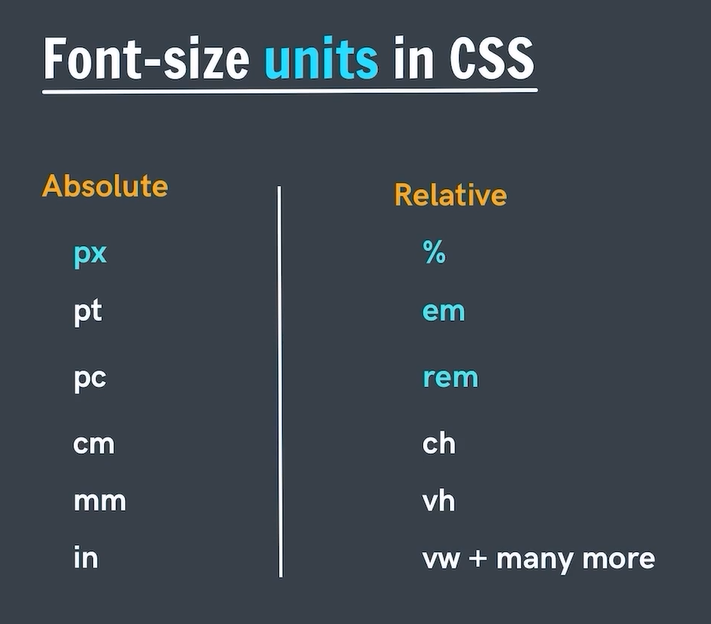 Font-size units in CSS
Absolute
px
pt
pc
cm
mm
in
Relative
%
em
rem
ch
vh
vw + many more